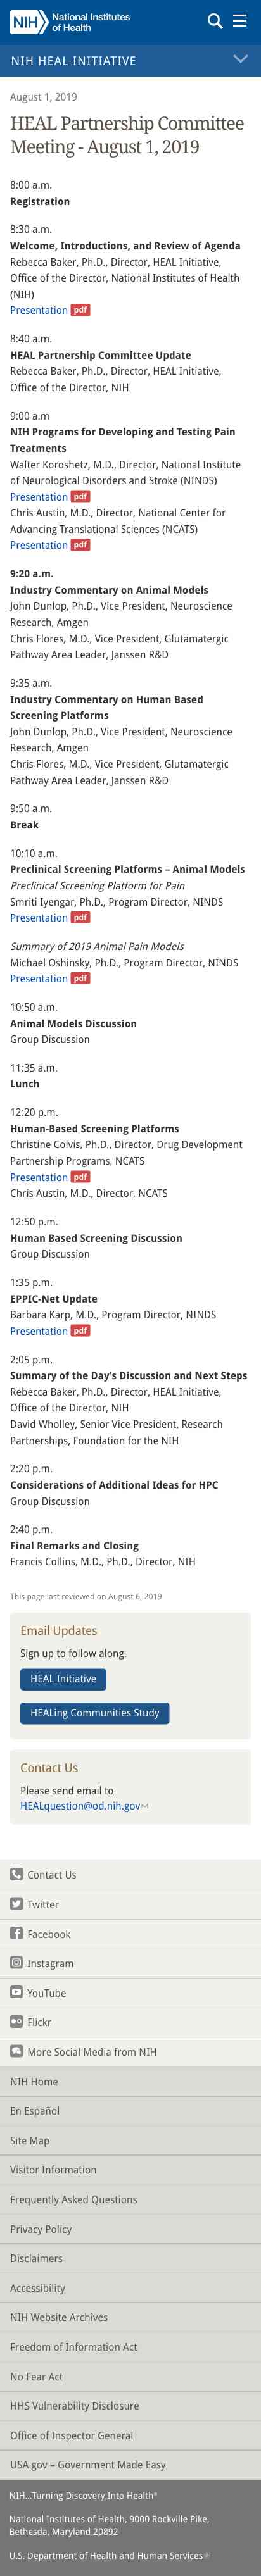 NIH National Institutes
of Health
NIH HEAL INITIATIVE
August 1, 2019
HEAL Partnership Committee
Meeting - August 1, 2019
8:00 a.m.
Registration
8:30 a.m.
Welcome, Introductions, and Review of Agenda
Rebecca Baker, Ph.D., Director, HEAL Initiative,
Office of the Director, National Institutes of Health
(NIH)
Presentation pdf
8:40 a.m.
HEAL Partnership Committee Update
Rebecca Baker, Ph.D., Director, HEAL Initiative,
Office of the Director, NIH
9:00 a.m
NIH Programs for Developing and Testing Pain
Treatments
Walter Koroshetz, M.D., Director, National Institute
of Neurological Disorders and Stroke (NINDS)
Presentation pdf
Chris Austin, M.D., Director, National Center for
Advancing Translational Sciences (NCATS)
Presentation pdf
9:20 a.m.
Industry Commentary on Animal Models
John Dunlop, Ph.D., Vice President, Neuroscience
Research, Amgen
Chris Flores, M.D., Vice President, Glutamatergic
Pathway Area Leader, Janssen R&D
9:35 a.m.
Industry Commentary on Human Based
Screening Platforms
John Dunlop, Ph.D., Vice President, Neuroscience
Research, Amgen
Chris Flores, M.D., Vice President, Glutamatergic
Pathway Area Leader, Janssen R&D
9:50 a.m.
Break
10:10 a.m.
Preclinical Screening Platforms – Animal Models
Preclinical Screening Platform for Pain
Smriti Iyengar, Ph.D., Program Director, NINDS
Presentation pdf
Summary of 2019 Animal Pain Models
Michael Oshinsky, Ph.D., Program Director, NINDS
Presentation pdf
10:50 a.m.
Animal Models Discussion
Group Discussion
11:35 a.m.
Lunch
12:20 p.m.
Human-Based Screening Platforms
Christine Colvis, Ph.D., Director, Drug Development
Partnership Programs, NCATS
Presentation pdf
Chris Austin, M.D., Director, NCATS
12:50 p.m.
Human Based Screening Discussion
Group Discussion
1:35 p.m.
EPPIC-Net Update
Barbara Karp, M.D., Program Director, NINDS
Presentation pdf
2:05 p.m.
Summary of the Day's Discussion and Next Steps
Rebecca Baker, Ph.D., Director, HEAL Initiative,
Office of the Director, NIH
David Wholley, Senior Vice President, Research
Partnerships, Foundation for the NIH
2:20 p.m.
Considerations of Additional Ideas for HPC
Group Discussion
2:40 p.m.
Final Remarks and Closing
Francis Collins, M.D., Ph.D., Director, NIH
This page last reviewed on August 6, 2019
Email Updates
Sign up to follow along.
HEAL Initiative
HEALing Communities Study
Contact Us
Please send email to
HEALquestion@od.nih.gov
Contact Us
Twitter
Facebook
Instagram
YouTube
Flickr
More Social Media from NIH
NIH Home
En Español
Site Map
Visitor Information
Frequently Asked Questions
Privacy Policy
Disclaimers
Accessibility
NIH Website Archives
Freedom of Information Act
No Fear Act
HHS Vulnerability Disclosure
Office of Inspector General
USA.gov – Government Made Easy
NIH...Turning Discovery Into Health®
National Institutes of Health, 9000 Rockville Pike,
Bethesda, Maryland 20892
U.S. Department of Health and Human Services